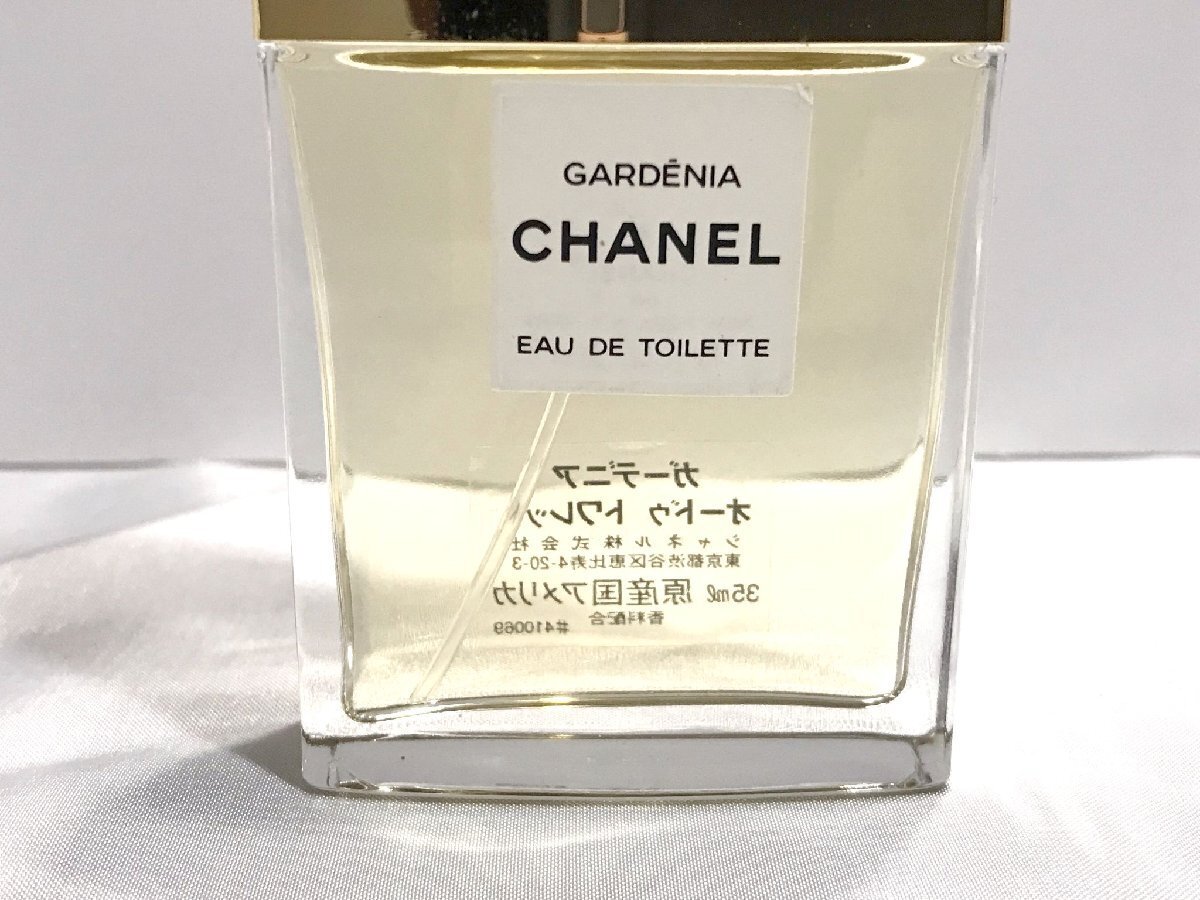 GARDÉNIA
CHANEL
EAU DE TOILETTE
ガーデニア
オードゥ トワレッ
シャネル株式会社
東京都渋谷区恵比寿4-20-3
35ml 原産国アメリカ
香料配合 #410069